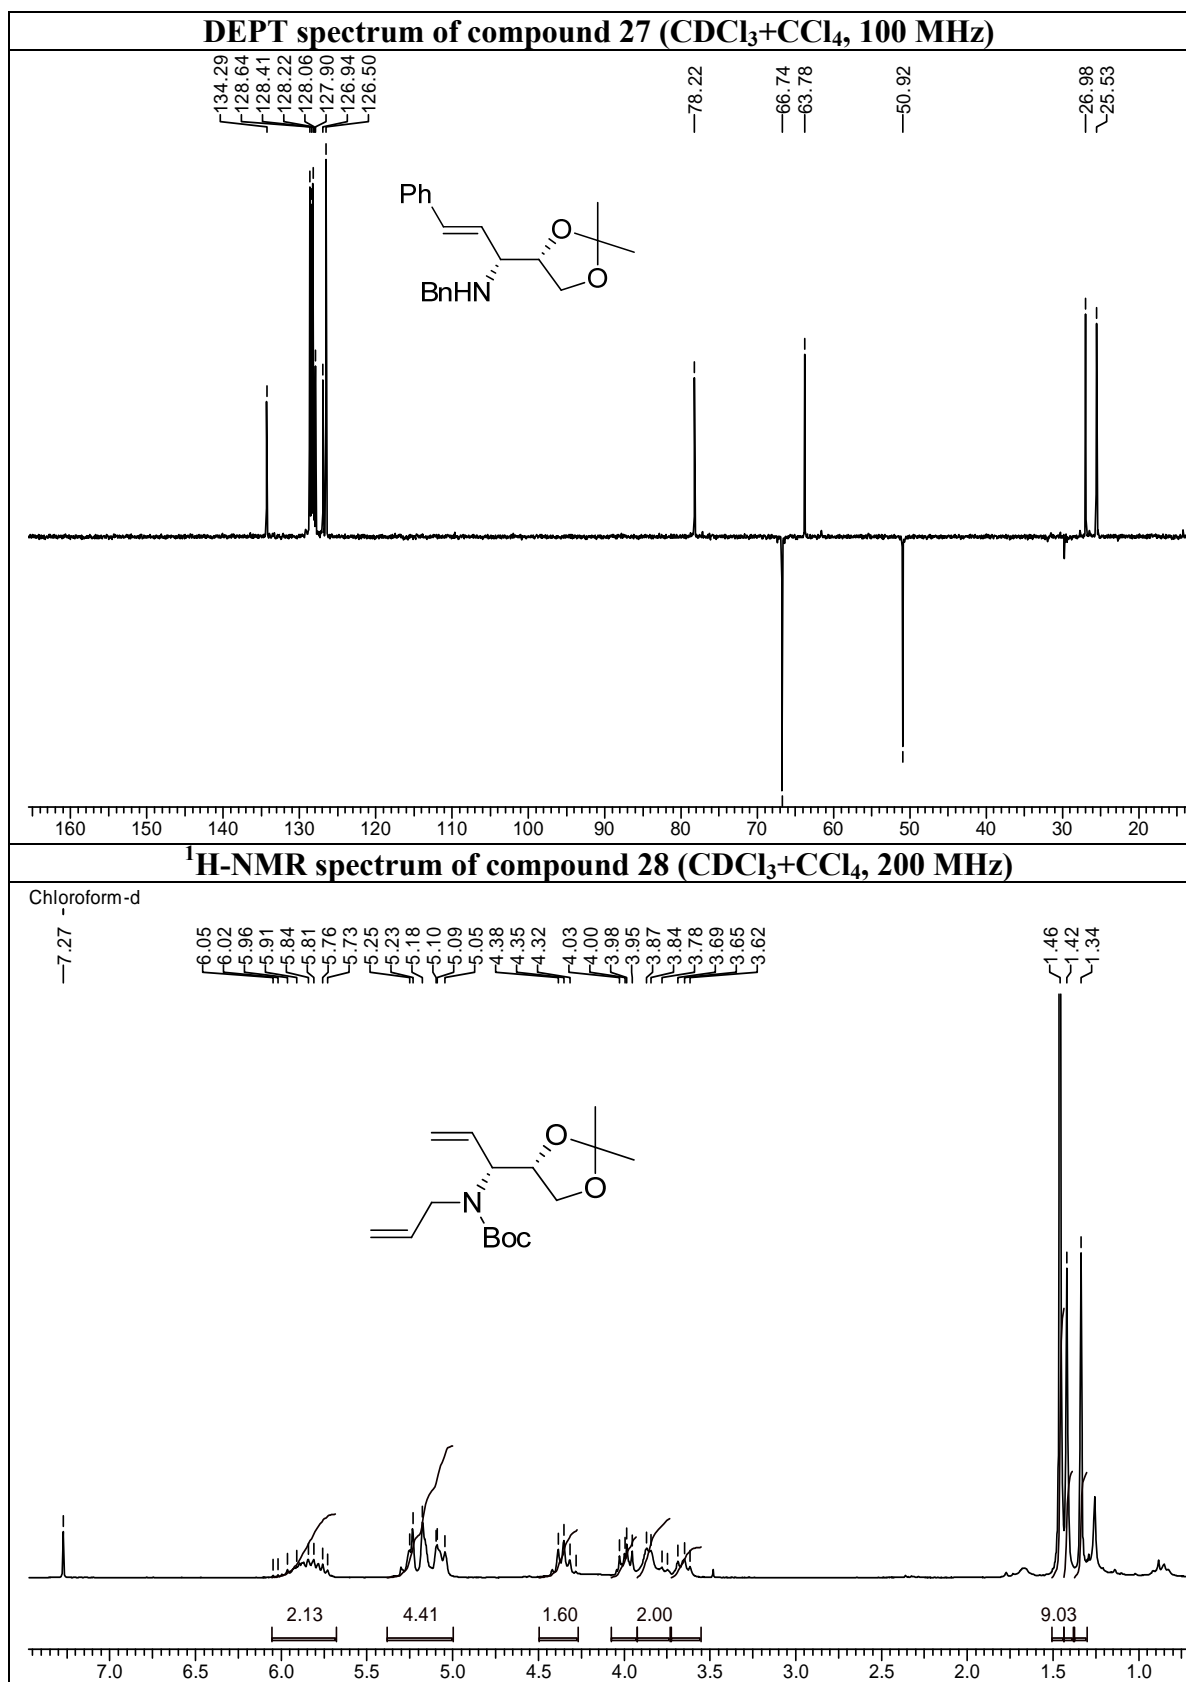 DEPT spectrum of compound 27 (CDCl3+CCl4, 100 MHz)
134.29 128.64 128.41 128.22 128.06 127.90 126.94 126.50 78.22 66.74 63.78 50.92 26.98 25.53
Ph
O
O
BnHN
160 150 140 130 120 110 100 90 80 70 60 50 40 30 20
1H-NMR spectrum of compound 28 (CDCl3+CCl4, 200 MHz)
Chloroform-d
7.27 6.05 6.02 5.96 5.91 5.84 5.81 5.76 5.73 5.25 5.23 5.18 5.10 5.09 5.05 4.38 4.35 4.32 4.03 4.00 3.98 3.95 3.87 3.84 3.78 3.69 3.65 3.62 1.46 1.42 1.34
O
O
N
Boc
2.13 4.41 1.60 2.00 9.03
7.0 6.5 6.0 5.5 5.0 4.5 4.0 3.5 3.0 2.5 2.0 1.5 1.0